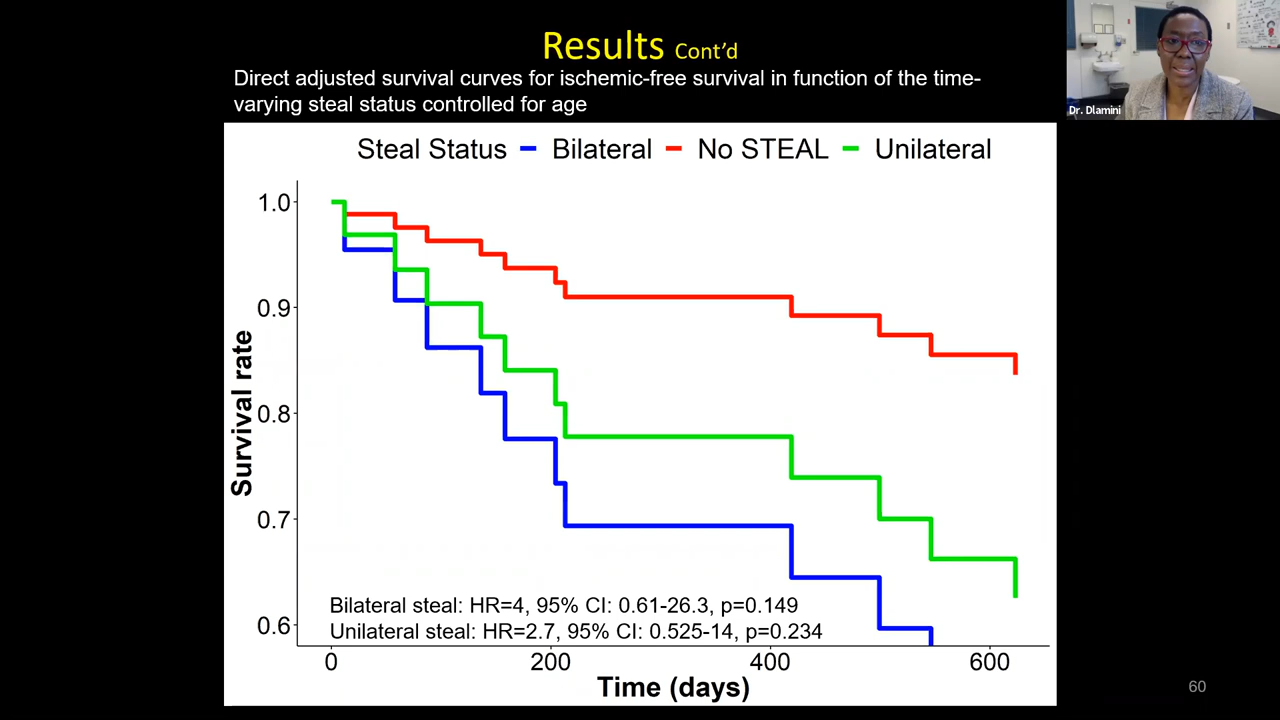 Results Cont'd
Direct adjusted survival curves for ischemic-free survival in function of the time-
varying steal status controlled for age
Dr. Dlamini
Steal Status Bilateral No STEAL Unilateral
1.0
0.9
0.8
0.7
0.6
Survival rate
Bilateral steal: HR=4, 95% CI: 0.61-26.3, p=0.149
Unilateral steal: HR=2.7, 95% CI: 0.525-14, p=0.234
0 200 400 600
Time (days)
60